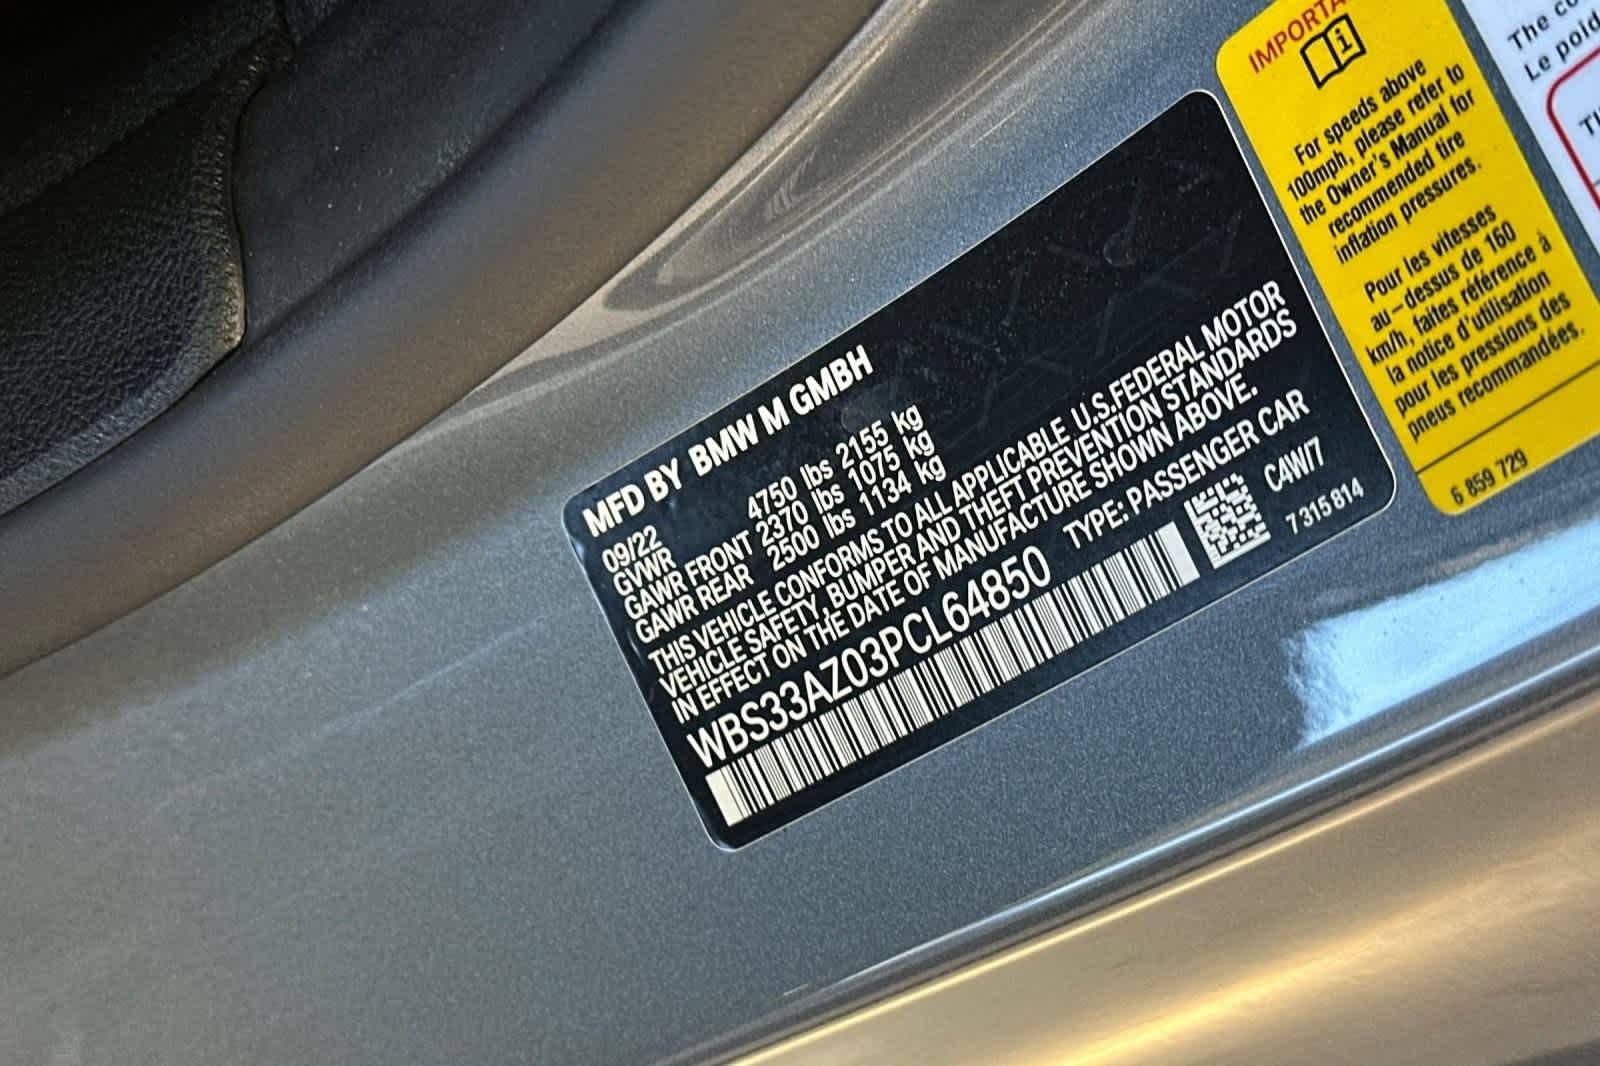 MFD BY BMW M GMBH
09/22
GVWR 4750 lbs 2155 kg
GAWR FRONT 2370 lbs 1075 kg
GAWR REAR 2500 lbs 1134 kg
THIS VEHICLE CONFORMS TO ALL APPLICABLE U.S.FEDERAL MOTOR
VEHICLE SAFETY, BUMPER AND THEFT PREVENTION STANDARDS
IN EFFECT ON THE DATE OF MANUFACTURE SHOWN ABOVE.
WBS33AZ03PCL64850 TYPE: PASSENGER CAR
C4W/7
7 315 814
For speeds above
100mph, please refer to
the Owner's Manual for
recommended tire
inflation pressures.
Pour les vitesses
au-dessus de 160
km/h, faites référence à
la notice d'utilisation
pour les pressions des
pneus recommandées.
6 859 729
The
Le